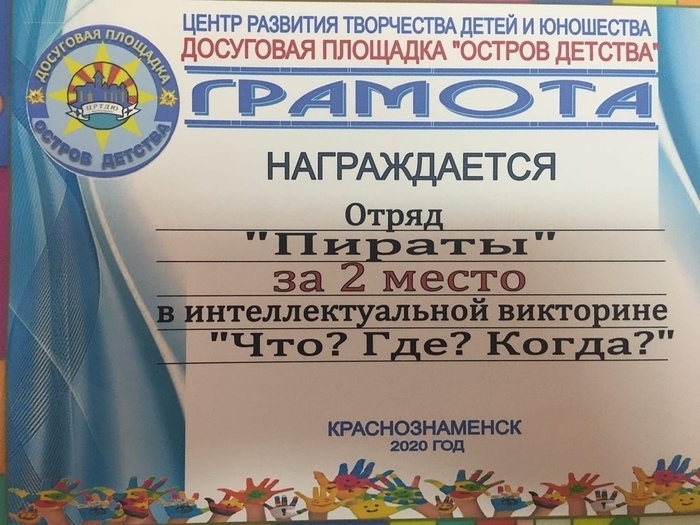 ЦЕНТР РАЗВИТИЯ ТВОРЧЕСТВА ДЕТЕЙ И ЮНОШЕСТВА
ДОСУГОВАЯ ПЛОЩАДКА "ОСТРОВ ДЕТСТВА"
ДОСУГОВАЯ ПЛОЩАДКА
ЦРТДЮ
ОСТРОВ ДЕТСТВА
ГРАМОТА
НАГРАЖДАЕТСЯ
Отряд
"Пираты"
за 2 место
в интеллектуальной викторине
"Что? Где? Когда?"
КРАСНОЗНАМЕНСК
2020 ГОД